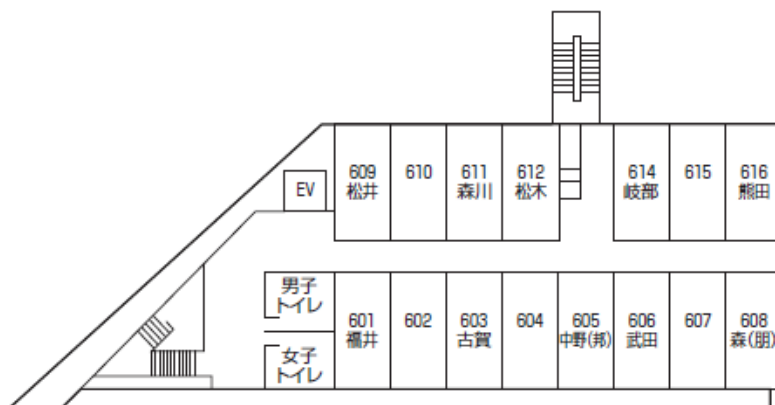 EV
609
松井
610
611
森川
612
松木
614
岐部
615
616
熊田
男子
トイレ
女子
トイレ
601
福井
602
603
古賀
604
605
中野(邦)
606
武田
607
608
森(朋)